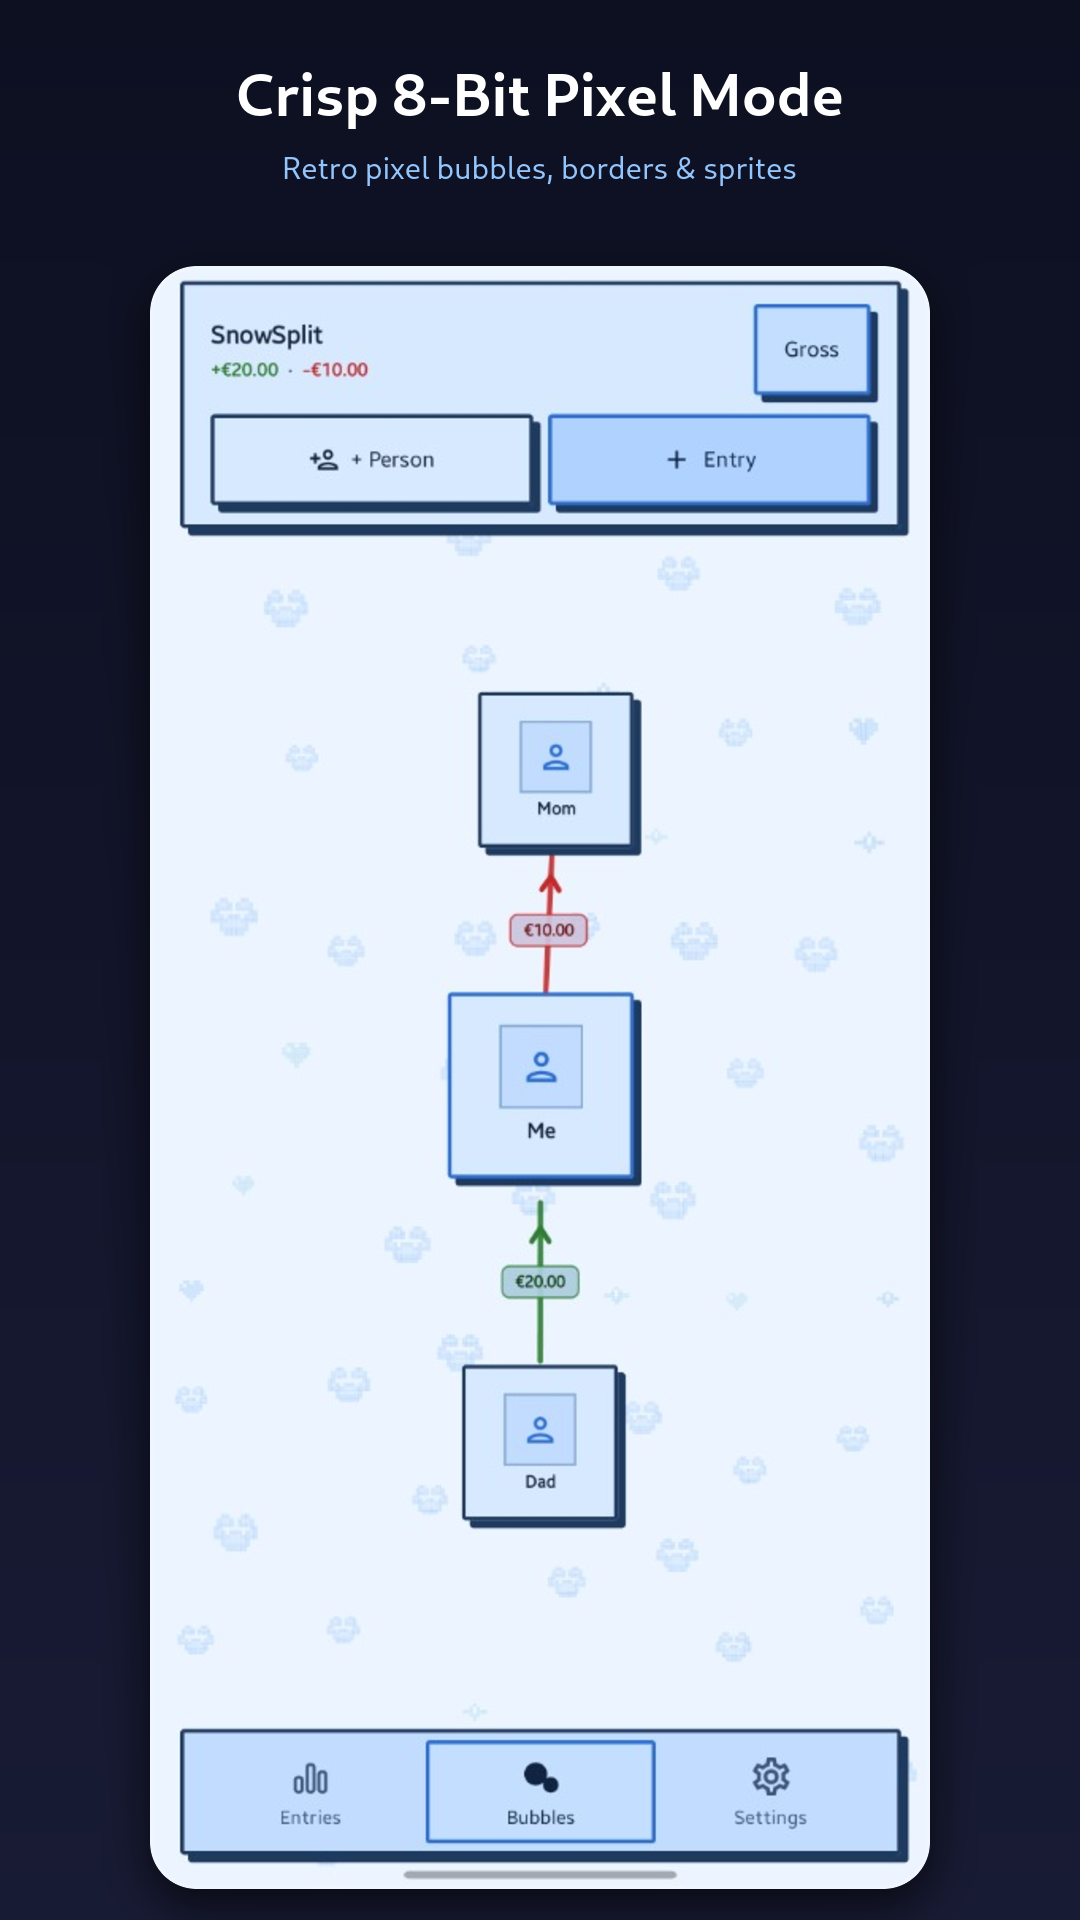 Crisp 8-Bit Pixel Mode
Retro pixel bubbles, borders & sprites
SnowSplit
+€20.00 · -€10.00
Gross
+ Person
Entry
Mom
€10.00
Me
€20.00
Dad
Entries
Bubbles
Settings